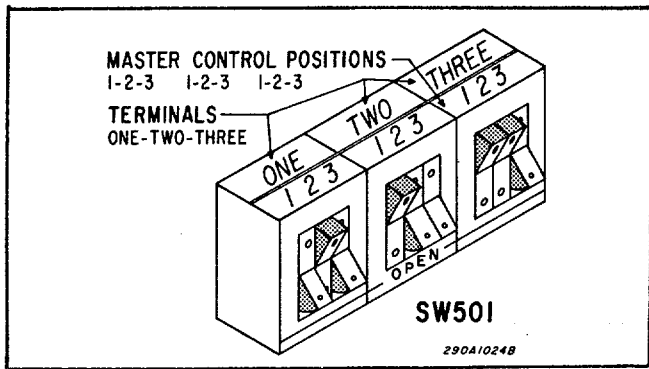 MASTER CONTROL POSITIONS
1-2-3 1-2-3 1-2-3
TERMINALS
ONE-TWO-THREE
ONE
TWO
THREE
1 2 3
1 2 3
1 2 3
OPEN
SW501
290A1024B